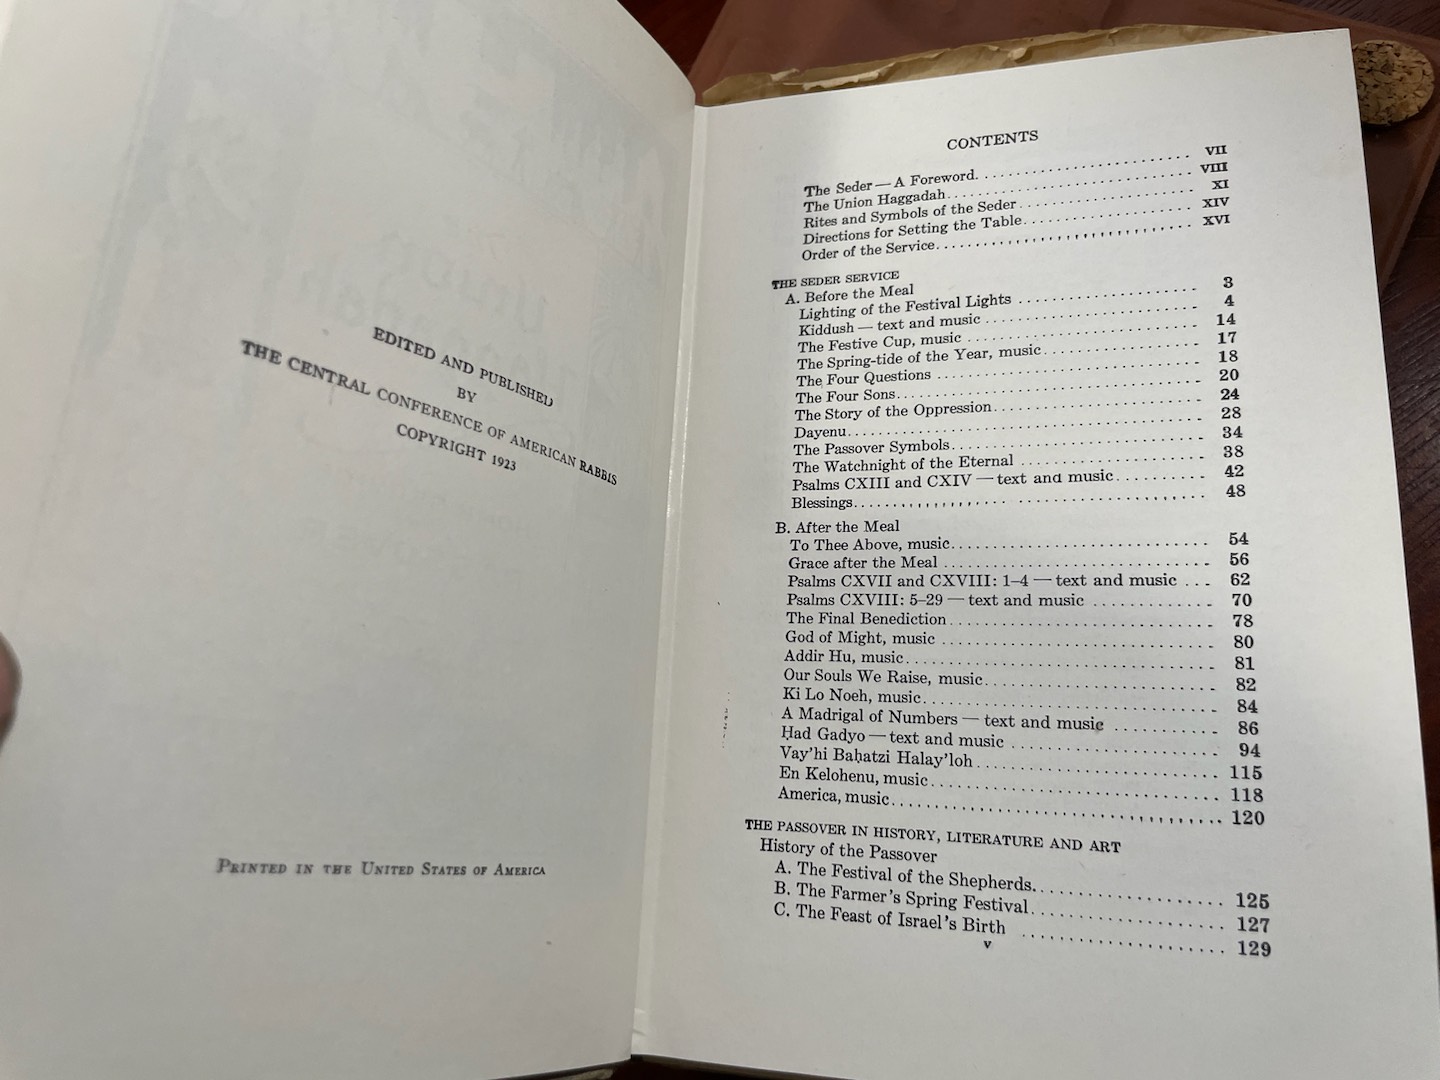 EDITED AND PUBLISHED
BY
THE CENTRAL CONFERENCE OF AMERICAN RABBIS
COPYRIGHT 1923
PRINTED IN THE UNITED STATES OF AMERICA
CONTENTS
The Seder — A Foreword. . . . . . . . . . . . . . . . . . . . VII
The Union Haggadah. . . . . . . . . . . . . . . . . . . . VIII
Rites and Symbols of the Seder . . . . . . . . . . . . . . . . . . . . XI
Directions for Setting the Table. . . . . . . . . . . . . . . . . . . . XIV
Order of the Service. . . . . . . . . . . . . . . . . . . . XVI
THE SEDER SERVICE
A. Before the Meal
Lighting of the Festival Lights . . . . . . . . . . . . . . . . . . . . 3
Kiddush — text and music . . . . . . . . . . . . . . . . . . . . 4
The Festive Cup, music . . . . . . . . . . . . . . . . . . . . 14
The Spring-tide of the Year, music. . . . . . . . . . . . . . . . . . . . 17
The Four Questions . . . . . . . . . . . . . . . . . . . . 18
The Four Sons. . . . . . . . . . . . . . . . . . . . 20
The Story of the Oppression. . . . . . . . . . . . . . . . . . . . 24
Dayenu. . . . . . . . . . . . . . . . . . . . 28
The Passover Symbols. . . . . . . . . . . . . . . . . . . . 34
The Watchnight of the Eternal . . . . . . . . . . . . . . . . . . . . 38
Psalms CXIII and CXIV — text and music. . . . . . . . . . 42
Blessings. . . . . . . . . . . . . . . . . . . . 48
B. After the Meal
To Thee Above, music. . . . . . . . . . . . . . . . . . . . 54
Grace after the Meal . . . . . . . . . . . . . . . . . . . . 56
Psalms CXVII and CXVIII: 1–4 — text and music . . . 62
Psalms CXVIII: 5–29 — text and music . . . . . . . . . . . . 70
The Final Benediction . . . . . . . . . . . . . . . . . . . . 78
God of Might, music . . . . . . . . . . . . . . . . . . . . 80
Addir Hu, music. . . . . . . . . . . . . . . . . . . . 81
Our Souls We Raise, music. . . . . . . . . . . . . . . . . . . . 82
Ki Lo Noeh, music. . . . . . . . . . . . . . . . . . . . 84
A Madrigal of Numbers — text and music . . . . . . . . . . 86
Ḥad Gadyo — text and music . . . . . . . . . . . . . . . . . . . . 94
Vay'hi Baḥatzi Halay'loh . . . . . . . . . . . . . . . . . . . . 115
En Kelohenu, music. . . . . . . . . . . . . . . . . . . . 118
America, music. . . . . . . . . . . . . . . . . . . . 120
THE PASSOVER IN HISTORY, LITERATURE AND ART
History of the Passover
A. The Festival of the Shepherds. . . . . . . . . . . . . . . . . . . . 125
B. The Farmer's Spring Festival. . . . . . . . . . . . . . . . . . . . 127
C. The Feast of Israel's Birth . . . . . . . . . . . . . . . . . . . . 129
v